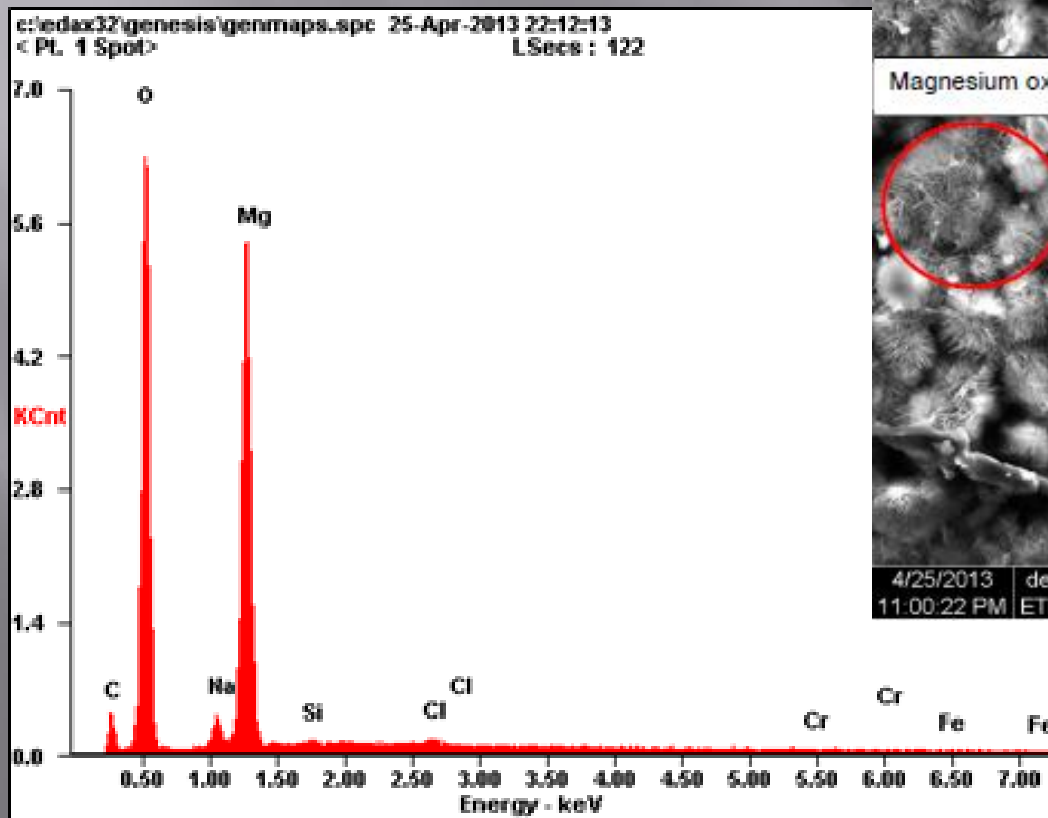 c:\edax32\genesis\genmaps.spc 25-Apr-2013 22:12:13
< Pt. 1 Spot>
LSecs : 122
7.0
O
5.6
Mg
4.2
KCnt
2.8
1.4
C
Na
Si
Cl
Cl
Cr
Cr
Fe
Fe
0.0
0.50 1.00 1.50 2.00 2.50 3.00 3.50 4.00 4.50 5.00 5.50 6.00 6.50 7.00
Energy - keV
Magnesium ox
4/25/2013
11:00:22 PM
de
ET